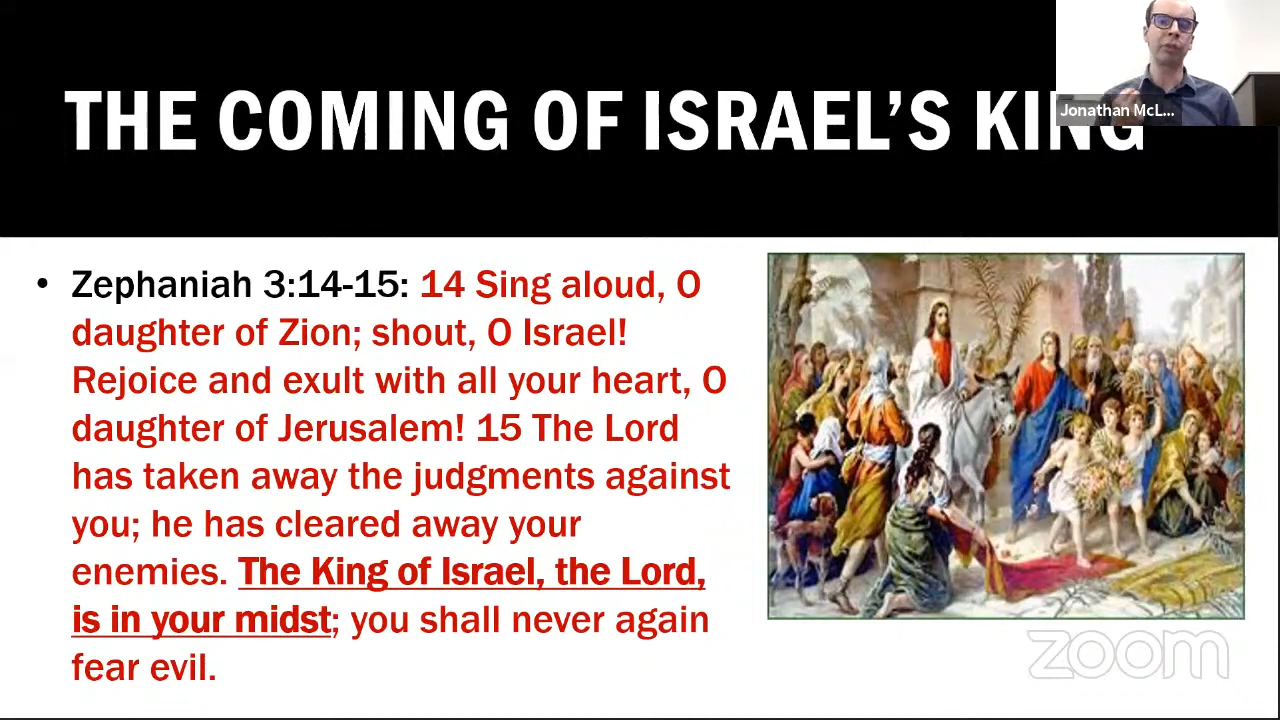 THE COMING OF ISRAEL’S KING
Jonathan McL...
• Zephaniah 3:14-15: 14 Sing aloud, O
daughter of Zion; shout, O Israel!
Rejoice and exult with all your heart, O
daughter of Jerusalem! 15 The Lord
has taken away the judgments against
you; he has cleared away your
enemies. The King of Israel, the Lord,
is in your midst; you shall never again
fear evil.
zoom